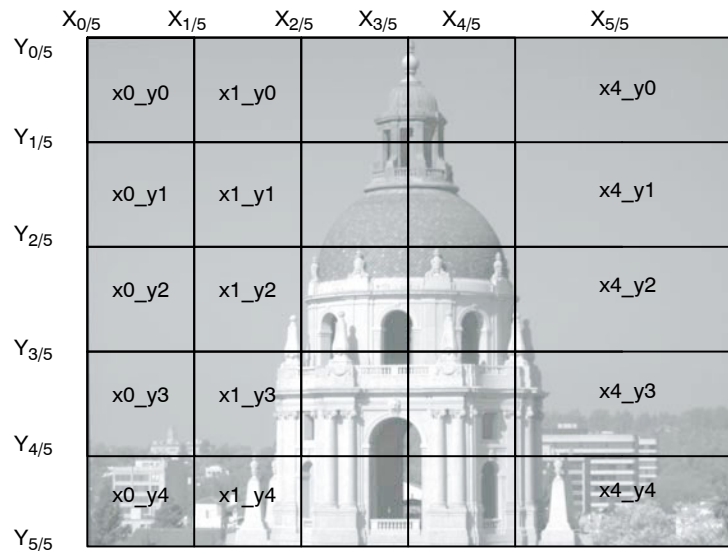 X0/5 X1/5 X2/5 X3/5 X4/5 X5/5
Y0/5
x0_y0 x1_y0 x4_y0
Y1/5
x0_y1 x1_y1 x4_y1
Y2/5
x0_y2 x1_y2 x4_y2
Y3/5
x0_y3 x1_y3 x4_y3
Y4/5
x0_y4 x1_y4 x4_y4
Y5/5